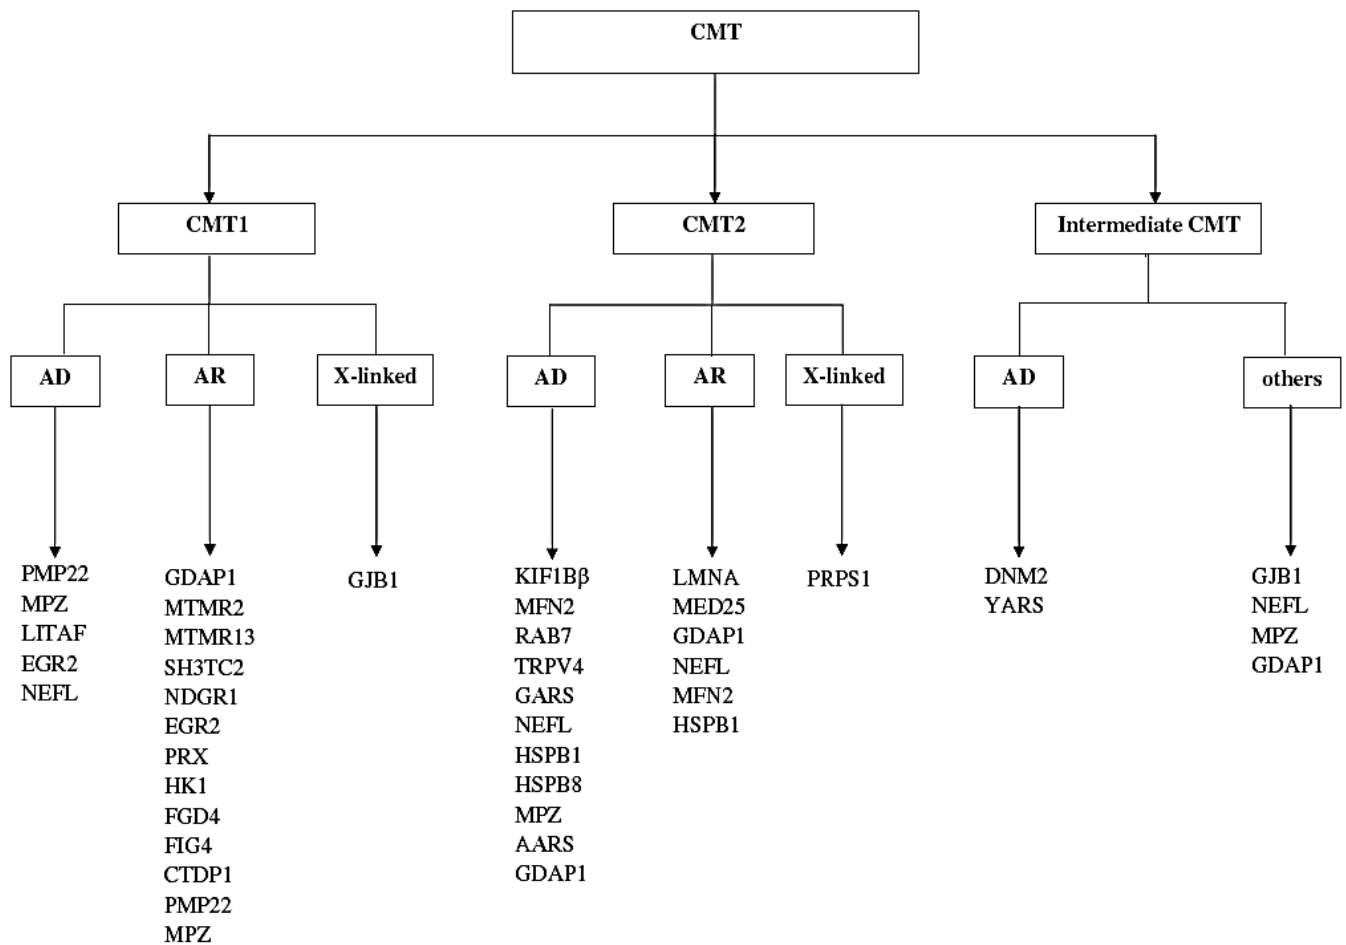 CMT
CMT1
CMT2
Intermediate CMT
AD
AR
X-linked
AD
AR
X-linked
AD
others
PMP22
MPZ
LITAF
EGR2
NEFL
GDAP1
MTMR2
MTMR13
SH3TC2
NDGR1
EGR2
PRX
HK1
FGD4
FIG4
CTDP1
PMP22
MPZ
GJB1
KIF1Bβ
MFN2
RAB7
TRPV4
GARS
NEFL
HSPB1
HSPB8
MPZ
AARS
GDAP1
LMNA
MED25
GDAP1
NEFL
MFN2
HSPB1
PRPS1
DNM2
YARS
GJB1
NEFL
MPZ
GDAP1